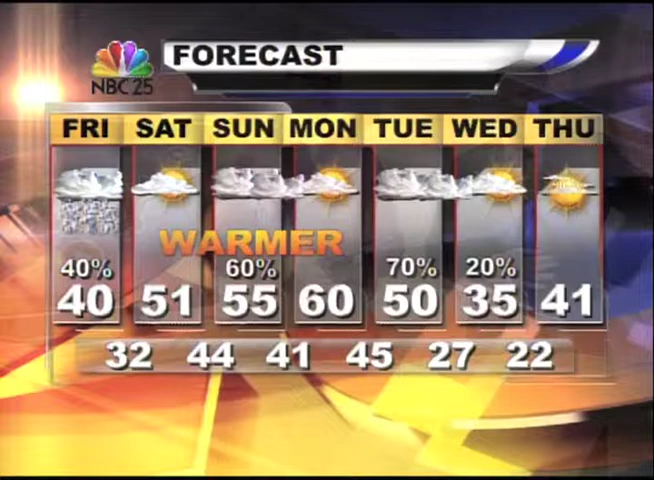 NBC 25
FORECAST
FRI SAT SUN MON TUE WED THU
WARMER
40% 60% 70% 20%
40 51 55 60 50 35 41
32 44 41 45 27 22